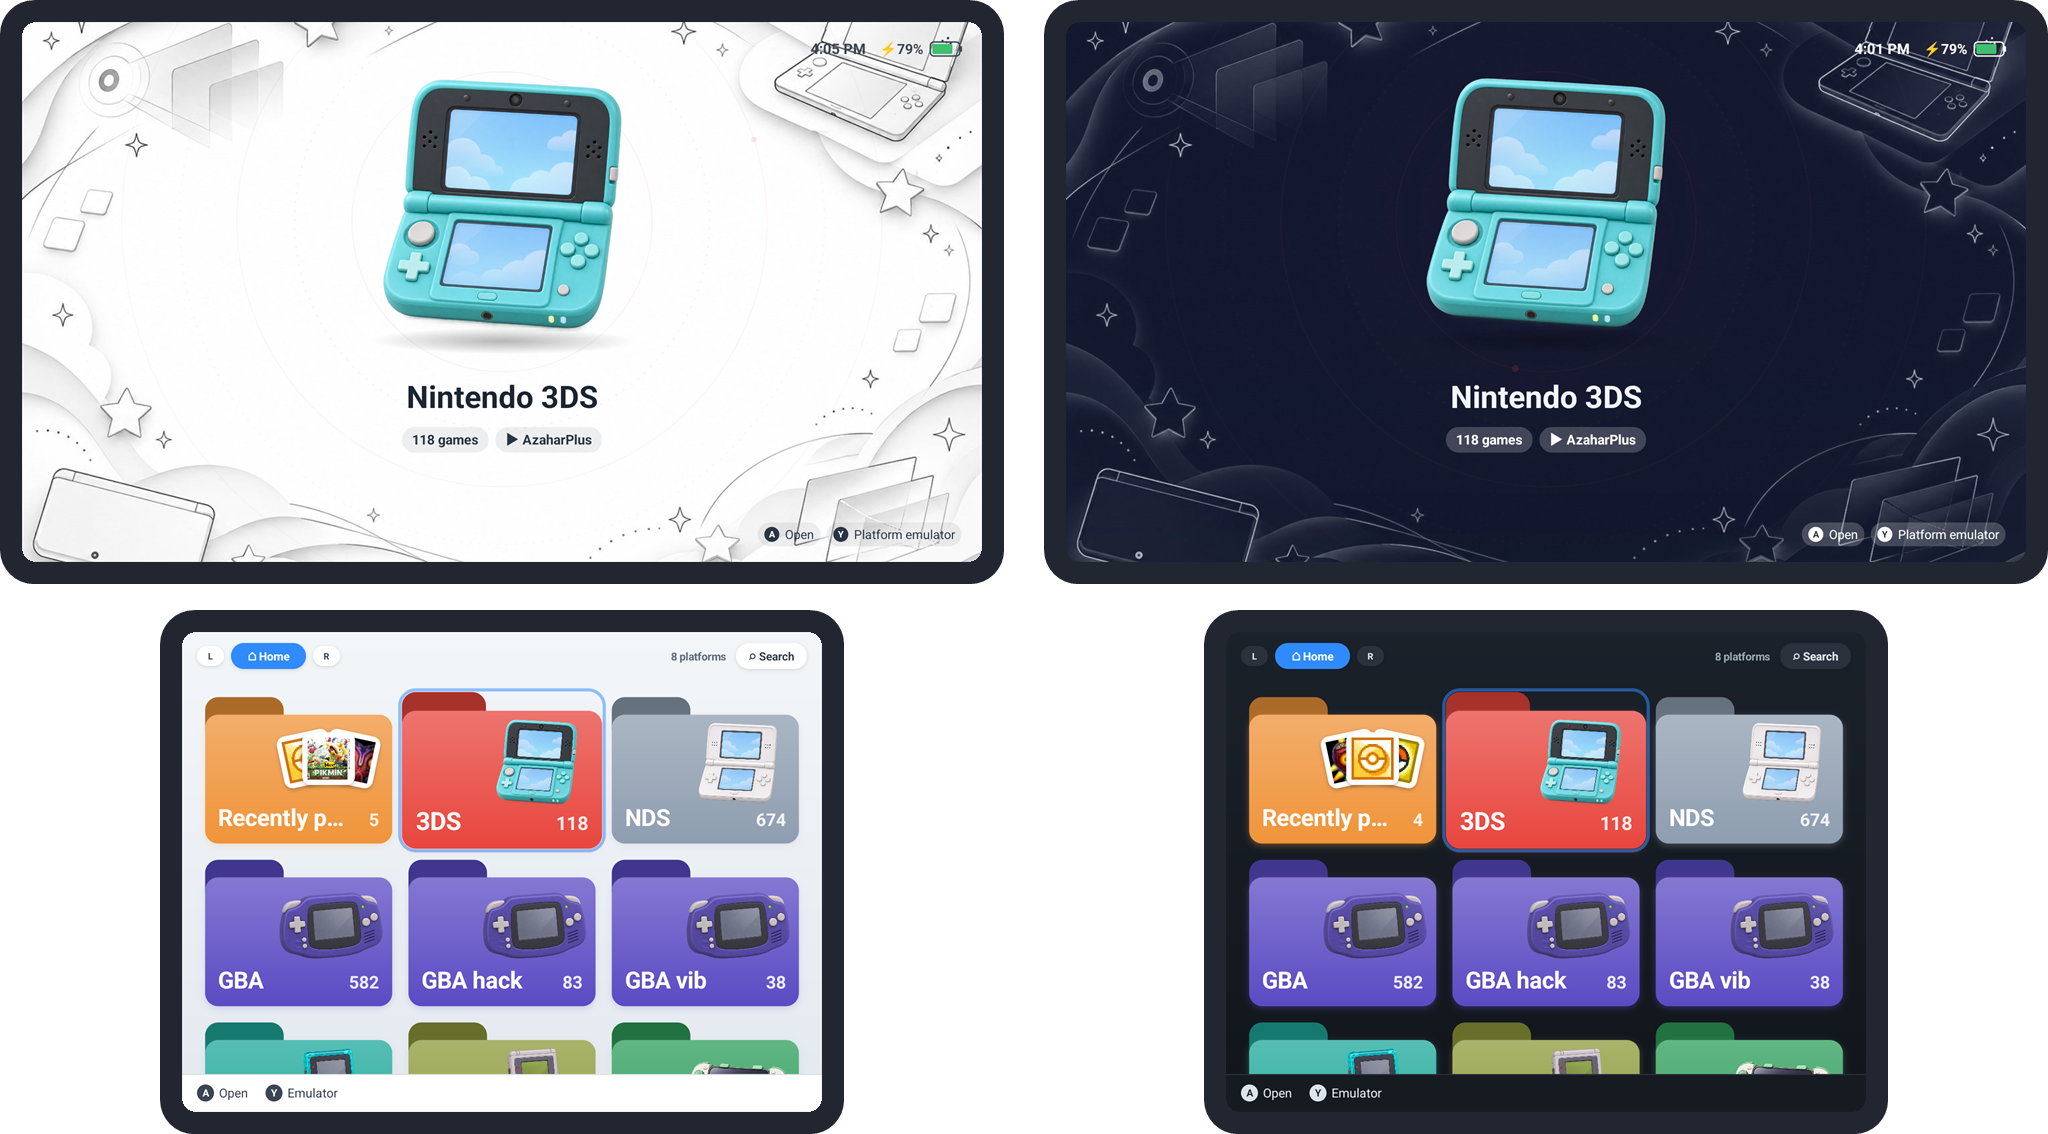 4:05 PM ⚡79%
Nintendo 3DS
118 games ▶ AzaharPlus
A Open Y Platform emulator
4:01 PM ⚡79%
Nintendo 3DS
118 games ▶ AzaharPlus
A Open Y Platform emulator
L Home R 8 platforms Search
PIKMIN
Recently p... 5
3DS 118
NDS 674
GBA 582
GBA hack 83
GBA vib 38
A Open Y Emulator
L Home R 8 platforms Search
Recently p... 4
3DS 118
NDS 674
GBA 582
GBA hack 83
GBA vib 38
A Open Y Emulator